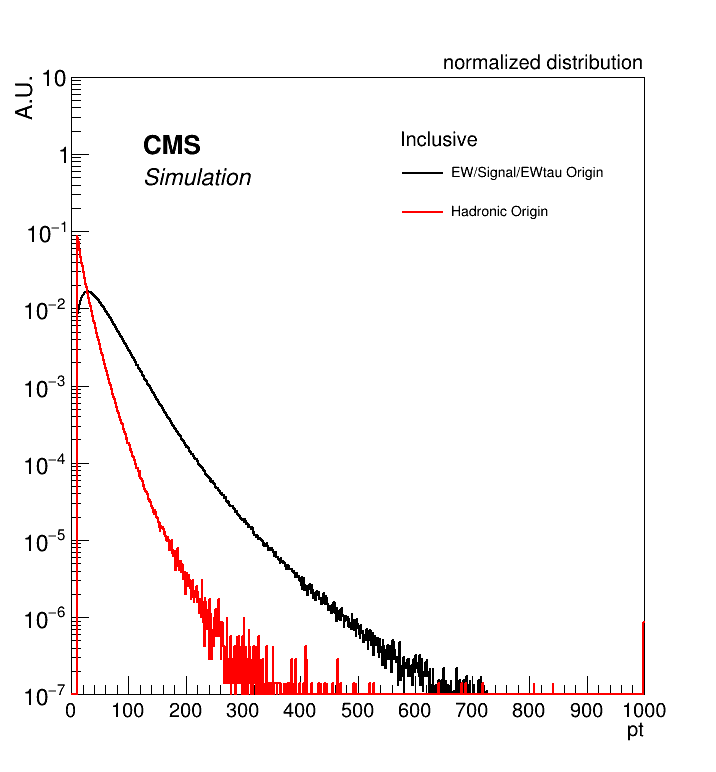 normalized distribution
A.U.
10
1
10⁻¹
10⁻²
10⁻³
10⁻⁴
10⁻⁵
10⁻⁶
10⁻⁷
CMS
Simulation
Inclusive
EW/Signal/EWtau Origin
Hadronic Origin
0 100 200 300 400 500 600 700 800 900 1000
pt